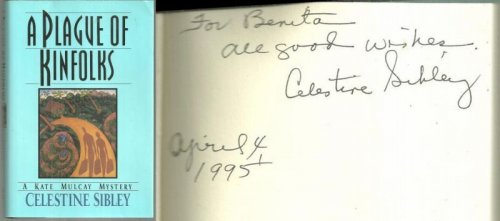 A PLAGUE OF
KINFOLKS
A KATE MULCAY MYSTERY
CELESTINE SIBLEY
For Benita
all good wishes,
Celestine Sibley
April 4
1995